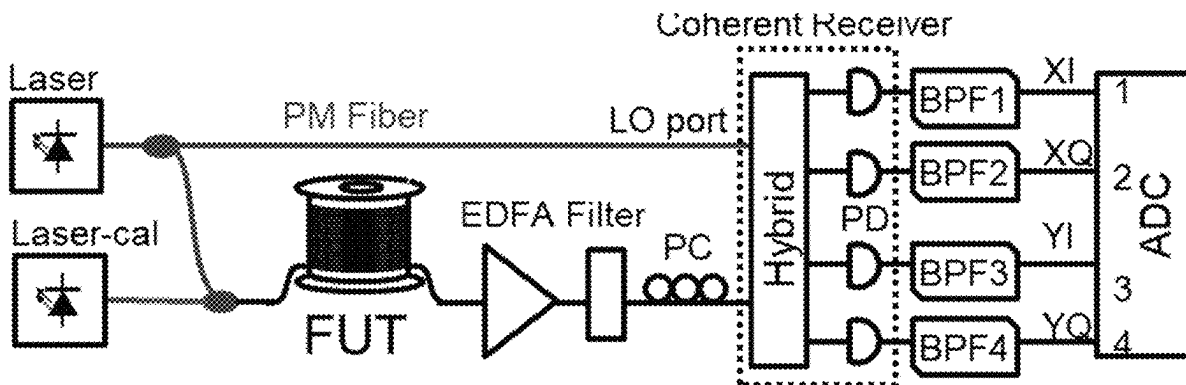 Coherent Receiver
Laser
PM Fiber
LO port
BPF1
XI
1
BPF2
XQ
2
Laser-cal
FUT
EDFA Filter
PC
Hybrid
PD
BPF3
YI
3
BPF4
YQ
4
ADC